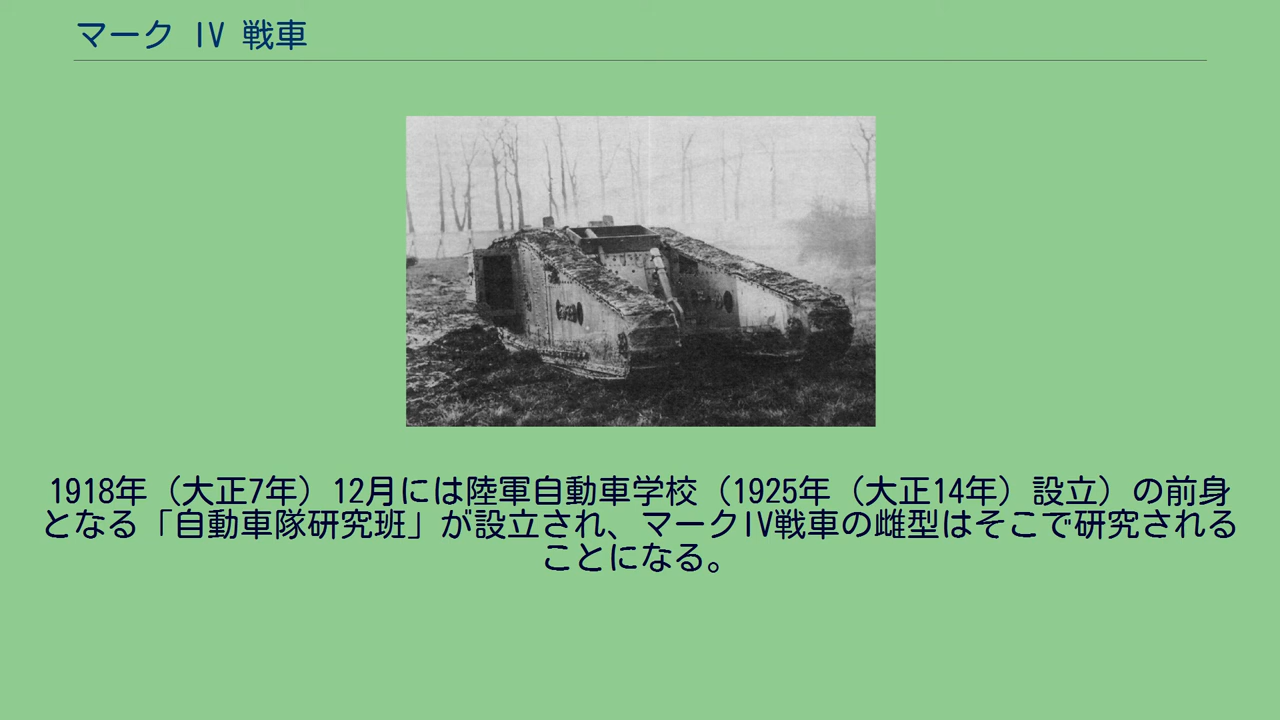 マーク IV 戦車
1918年（大正7年）12月には陸軍自動車学校（1925年（大正14年）設立）の前身
となる「自動車隊研究班」が設立され、マークIV戦車の雌型はそこで研究される
ことになる。